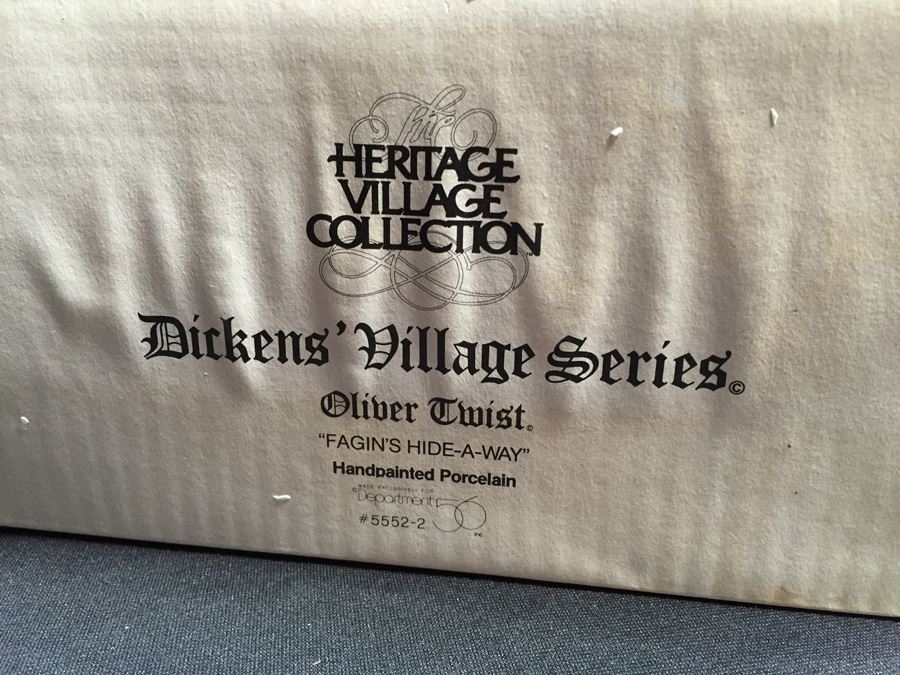 The
HERITAGE
VILLAGE
COLLECTION
Dickens' Village Series©
Oliver Twist©
"FAGIN'S HIDE-A-WAY"
Handpainted Porcelain
MADE EXCLUSIVELY FOR
©Department 56 inc
#5552-2